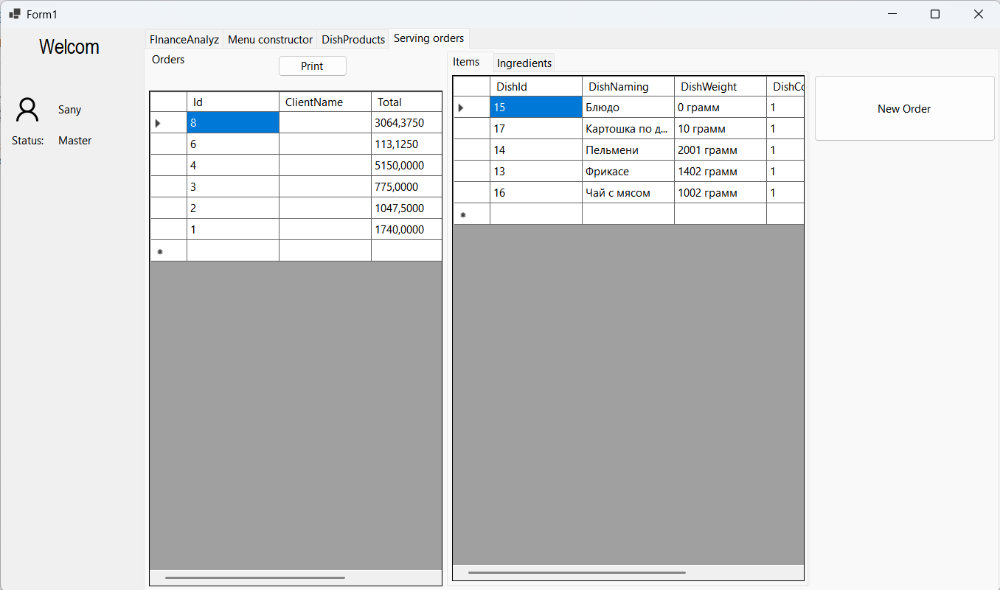 Form1
Welcom
Sany
Status: Master
FInanceAnalyz Menu constructor DishProducts Serving orders
Orders
Print
Id ClientName Total
8 3064,3750
6 113,1250
4 5150,0000
3 775,0000
2 1047,5000
1 1740,0000
Items Ingredients
DishId DishNaming DishWeight DishCo
15 Блюдо 0 грамм 1
17 Картошка по д... 10 грамм 1
14 Пельмени 2001 грамм 1
13 Фрикасе 1402 грамм 1
16 Чай с мясом 1002 грамм 1
New Order